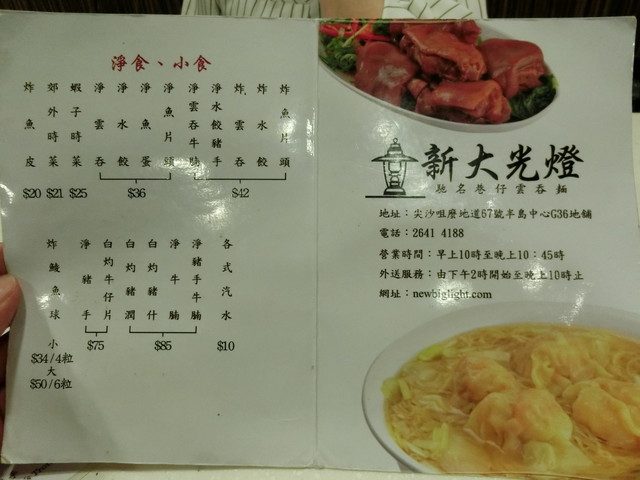 淨食、小食
炸魚皮
$20
郊外時菜
$21
蝦子時菜
$25
淨雲吞
淨水餃
淨魚蛋
淨魚片頭
$36
淨雲吞牛腩
淨水餃豬手
炸雲吞
炸水餃
炸魚片頭
$42
炸鯪魚球
小
$34/4粒
大
$50/6粒
淨豬手
白灼牛仔片
$75
白灼豬潤
白灼豬什
淨牛腩
淨豬手牛腩
$85
各式汽水
$10
新大光燈
馳名巷仔雲吞麵
地址：尖沙咀麼地道67號半島中心G36地舖
電話：2641 4188
營業時間：早上10時至晚上10：45時
外送服務：由下午2時開始至晚上10時止
網址：newbiglight.com